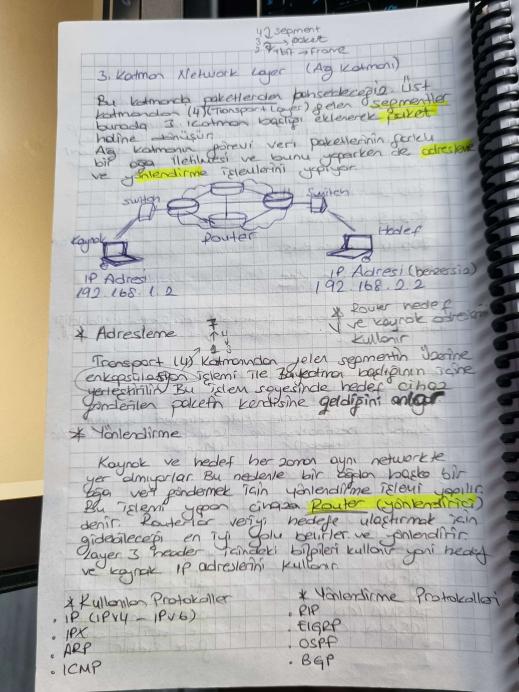 4) segment
3 → paket
2 → bit → frame
3. Katman Network Layer (Ağ Katmanı)
Bu katmanda paketlerden bahsedeceğiz. Üst
katmandan (4) (Transport Layer) gelen segmentler
burada 3. Katman başlığı eklenerek Paket
haline dönüşür.
Ağ katmanın görevi veri paketlerinin farklı
bir ağa iletilmesi ve bunu yaparken de adresleme
ve yönlendirme işlevlerini yapıyor.
switch
switch
Kaynak
Router
Hedef
IP Adresi
192.168.1.2
IP Adresi (benzersiz)
192.168.2.2
* Router hedef
ve kaynak adresini
kullanır
* Adresleme
Transport (4) katmanından gelen segmentin üzerine
enkapsülasyon işlemi ile katman başlığının içine
yerleştirilir. Bu işlem sayesinde hedef cihaz
gönderilen paketin kendisine geldiğini anlar
* Yönlendirme
Kaynak ve hedef her zaman aynı networkte
yer almıyorlar. Bu nedenle bir ağdan başka bir
ağa veri göndermek için yönlendirme işlevi yapılır.
Bu işlemi yapan cihaza Router (yönlendirici)
denir. Routerlar veriyi hedefe ulaştırmak için
gidebileceği en iyi yolu belirler ve yönlendirir
Layer 3 header içindeki bilgileri kullanır yani hedef
ve kaynak IP adreslerini kullanır.
* Kullanılan Protokoller
• IP (IPv4 - IPv6)
• IPX
• ARP
• ICMP
* Yönlendirme Protokolleri
• RIP
• EIGRP
• OSPF
• BGP